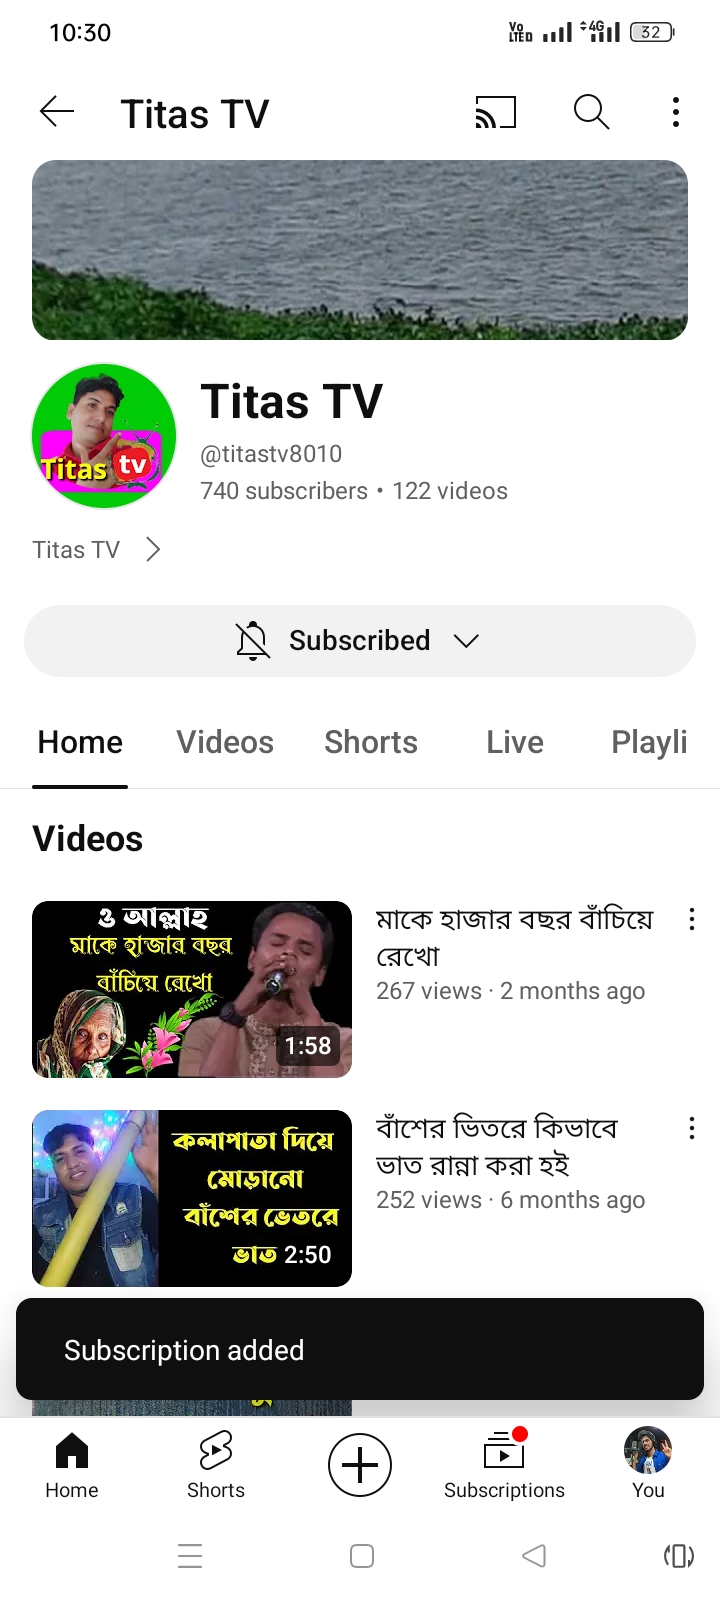 10:30
Vo LTED 4G 32
Titas TV
Titas tv
Titas TV
@titastv8010
740 subscribers • 122 videos
Titas TV
Subscribed
Home Videos Shorts Live Playli
Videos
ও আল্লাহ
মাকে হাজার বছর
বাঁচিয়ে রেখো
1:58
মাকে হাজার বছর বাঁচিয়ে
রেখো
267 views · 2 months ago
কলাপাতা দিয়ে
মোড়ানো
বাঁশের ভেতরে
ভাত 2:50
বাঁশের ভিতরে কিভাবে
ভাত রান্না করা হই
252 views · 6 months ago
Subscription added
Home Shorts Subscriptions You